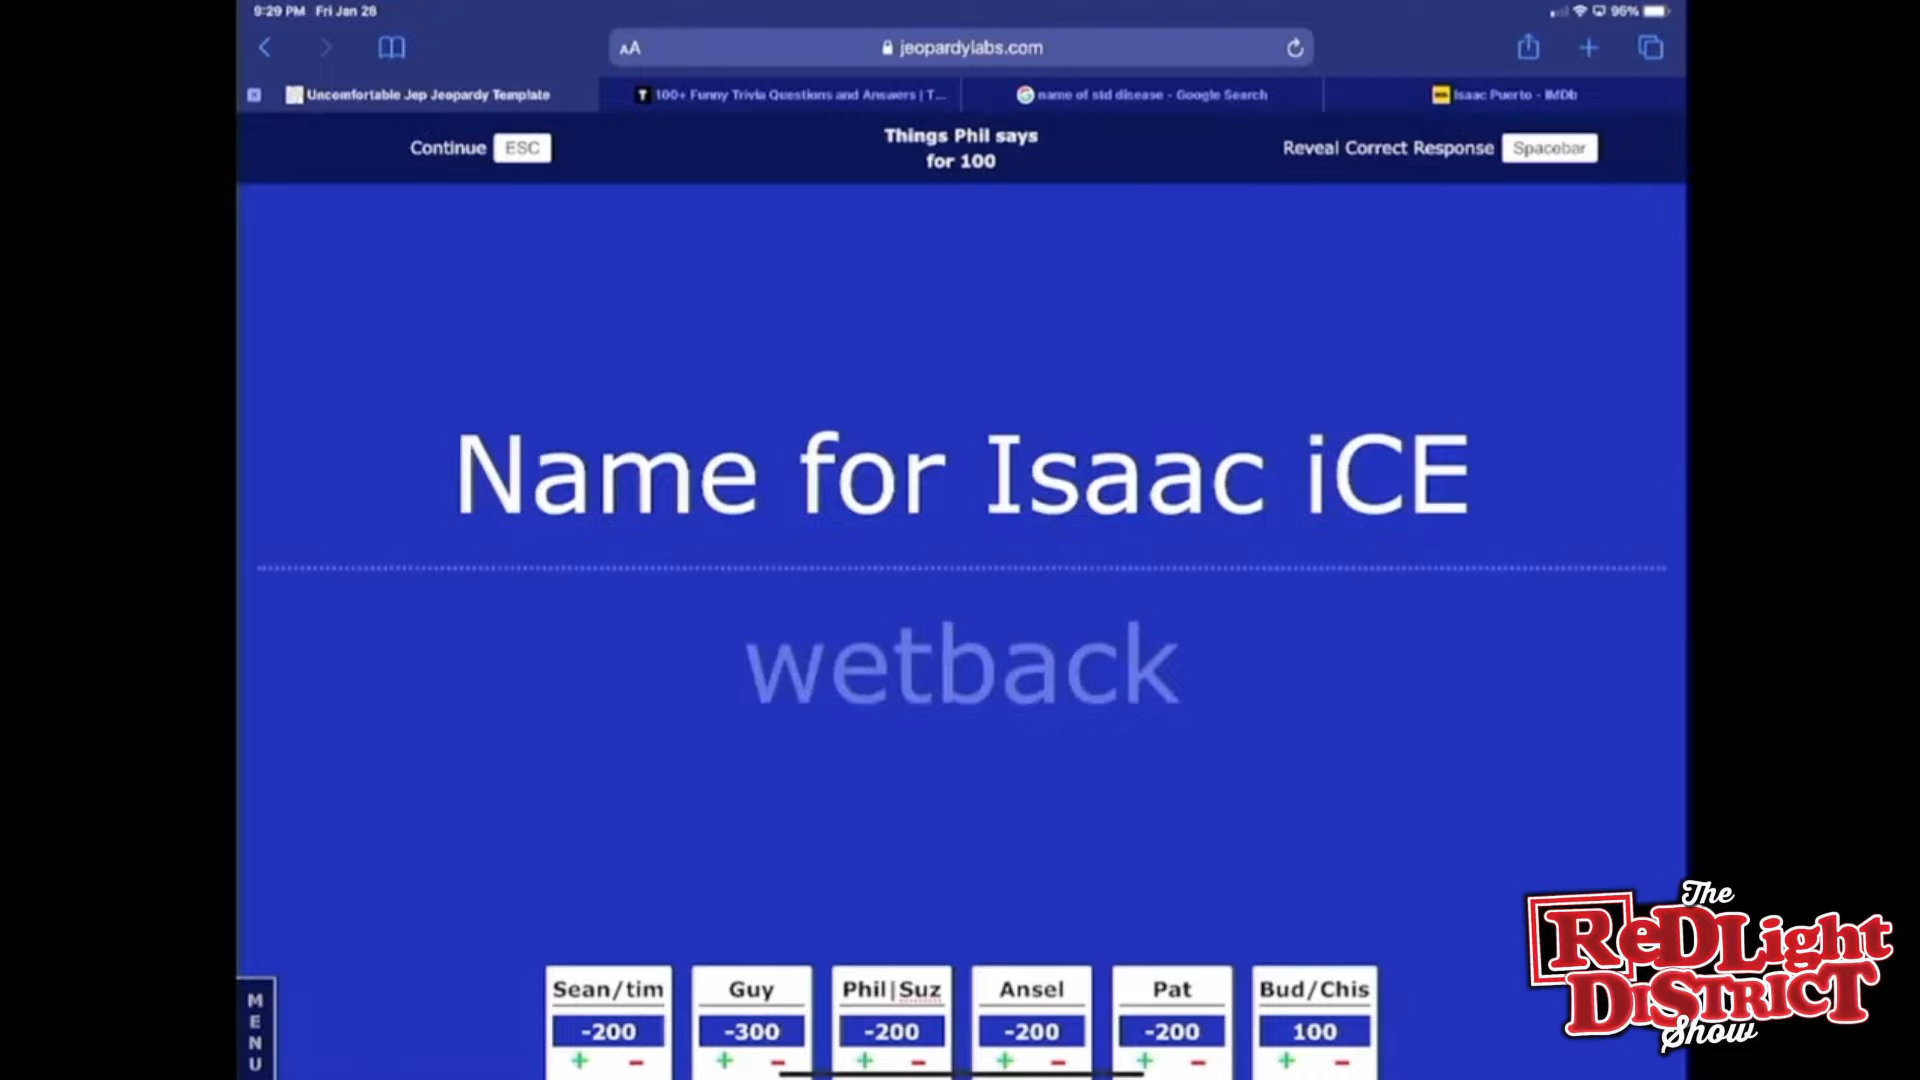 9:29 PM Fri Jan 28
96%
AA
jeopardylabs.com
Uncomfortable Jep Jeopardy Template
100+ Funny Trivia Questions and Answers | T...
name of std disease - Google Search
Isaac Puerto - IMDb
Continue ESC
Things Phil says
for 100
Reveal Correct Response Spacebar
Name for Isaac iCE
wetback
MENU
Sean/tim Guy Phil|Suz Ansel Pat Bud/Chis
-200 -300 -200 -200 -200 100
+ - + - + - + - + - + -
The
ReDLight
DiSTRICT
Show